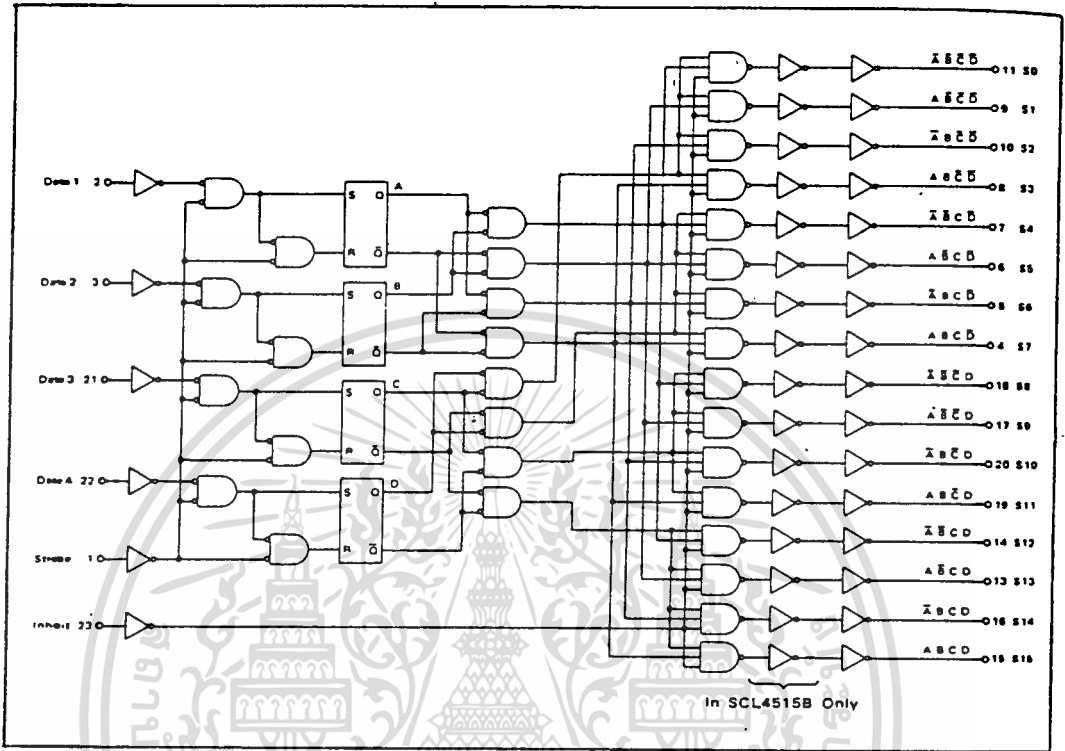 Ā B̄ C̄ D̄ 11 S0
A B̄ C̄ D̄ 9 S1
Ā B C̄ D̄ 10 S2
A B C̄ D̄ 8 S3
Ā B̄ C D̄ 7 S4
A B̄ C D̄ 6 S5
Ā B C D̄ 5 S6
A B C D̄ 4 S7
Ā B̄ C̄ D 18 S8
A B̄ C̄ D 17 S9
Ā B C̄ D 20 S10
A B C̄ D 19 S11
Ā B̄ C D 14 S12
A B̄ C D 13 S13
Ā B C D 16 S14
A B C D 15 S15
Data 1 2
S Q A
R Q̄
Data 2 3
S Q B
R Q̄
Data 3 21
S Q C
R Q̄
Data 4 22
S Q D
R Q̄
Strobe 1
Inhibit 23
In SCL4515B Only